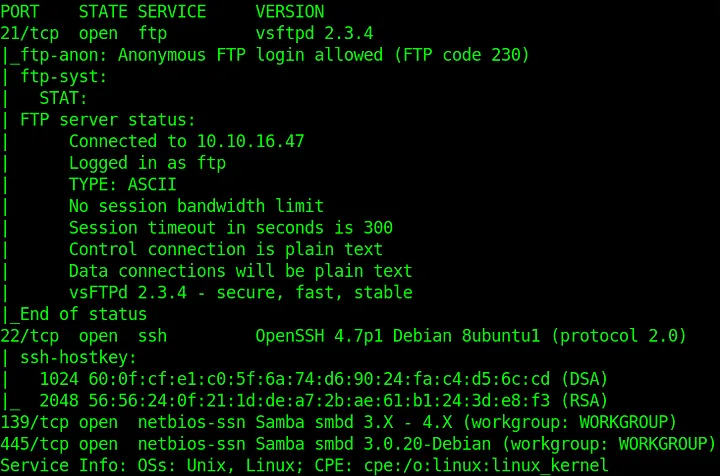 PORT    STATE SERVICE     VERSION
21/tcp  open  ftp         vsftpd 2.3.4
|_ftp-anon: Anonymous FTP login allowed (FTP code 230)
| ftp-syst:
|   STAT:
| FTP server status:
|      Connected to 10.10.16.47
|      Logged in as ftp
|      TYPE: ASCII
|      No session bandwidth limit
|      Session timeout in seconds is 300
|      Control connection is plain text
|      Data connections will be plain text
|      vsFTPd 2.3.4 - secure, fast, stable
|_End of status
22/tcp  open  ssh         OpenSSH 4.7p1 Debian 8ubuntu1 (protocol 2.0)
| ssh-hostkey:
|   1024 60:0f:cf:e1:c0:5f:6a:74:d6:90:24:fa:c4:d5:6c:cd (DSA)
|_  2048 56:56:24:0f:21:1d:de:a7:2b:ae:61:b1:24:3d:e8:f3 (RSA)
139/tcp open  netbios-ssn Samba smbd 3.X - 4.X (workgroup: WORKGROUP)
445/tcp open  netbios-ssn Samba smbd 3.0.20-Debian (workgroup: WORKGROUP)
Service Info: OSs: Unix, Linux; CPE: cpe:/o:linux:linux_kernel